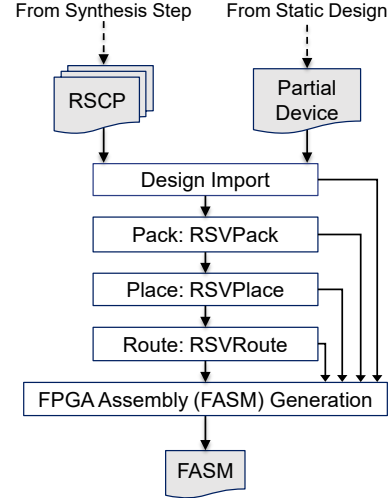 From Synthesis Step
From Static Design
RSCP
Partial
Device
Design Import
Pack: RSVPack
Place: RSVPlace
Route: RSVRoute
FPGA Assembly (FASM) Generation
FASM